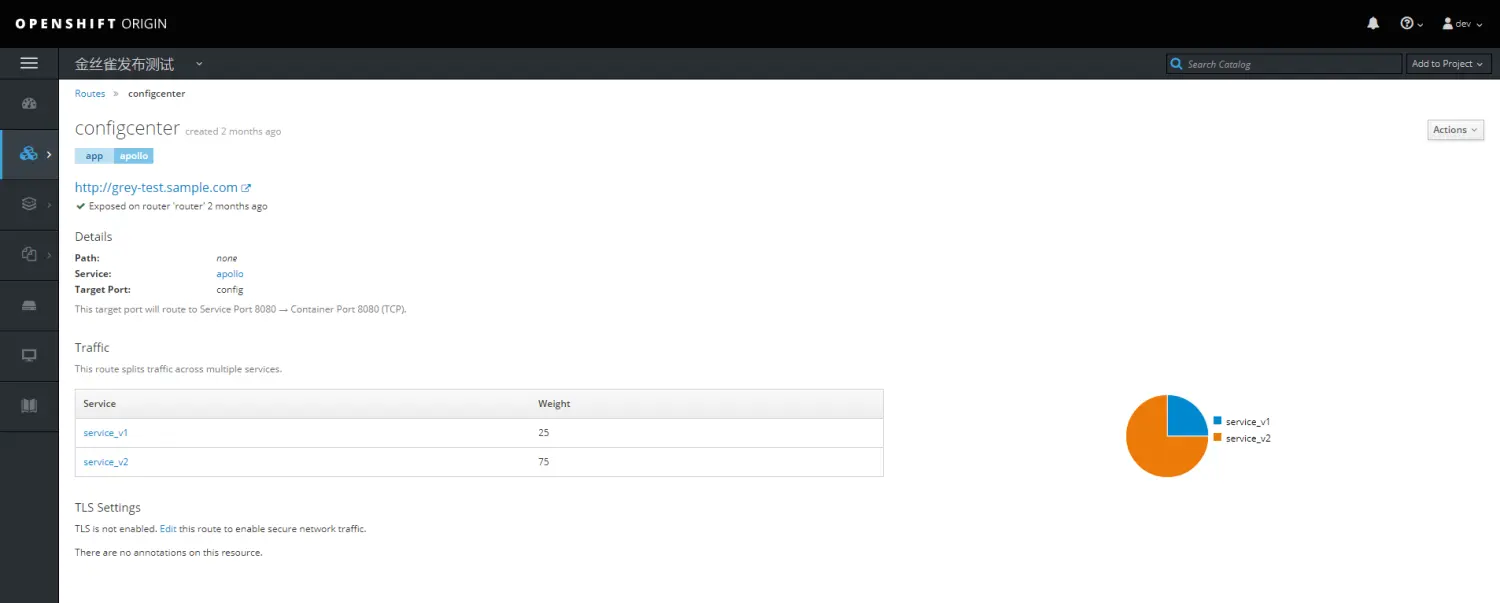 OPENSHIFT ORIGIN
dev
金丝雀发布测试
Search Catalog
Add to Project
Routes » configcenter
configcenter created 2 months ago
Actions
app apollo
http://grey-test.sample.com
Exposed on router 'router' 2 months ago
Details
Path: none
Service: apollo
Target Port: config
This target port will route to Service Port 8080 → Container Port 8080 (TCP).
Traffic
This route splits traffic across multiple services.
Service Weight
service_v1 25
service_v2 75
service_v1
service_v2
TLS Settings
TLS is not enabled. Edit this route to enable secure network traffic.
There are no annotations on this resource.